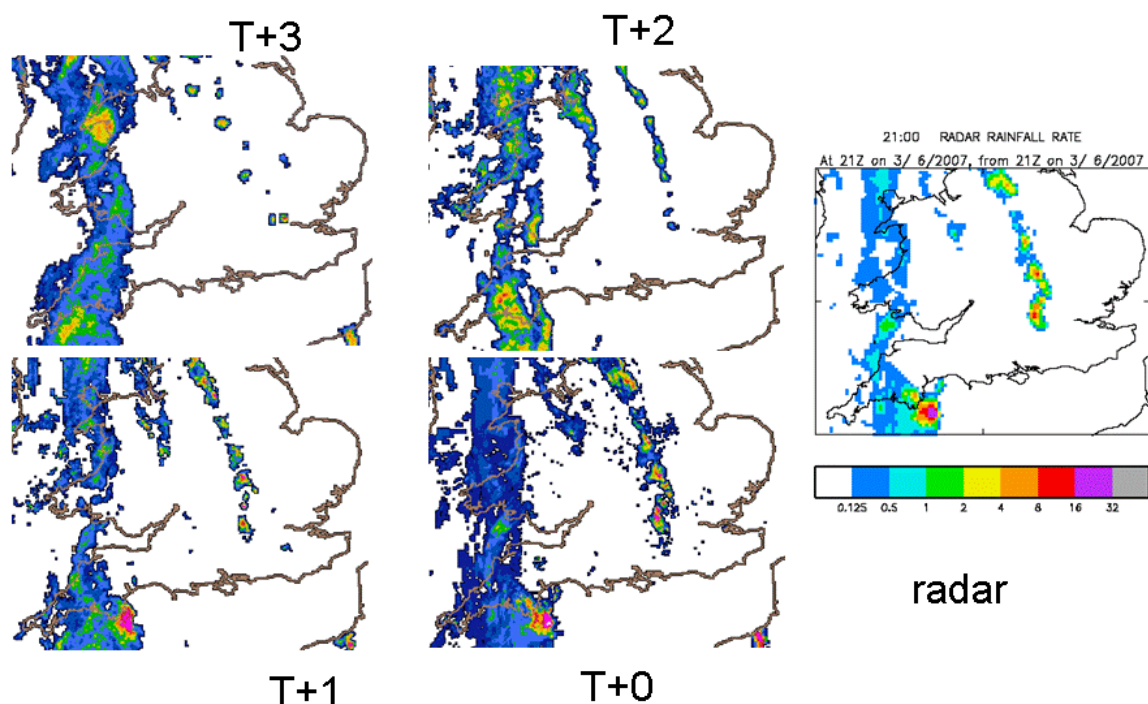 T+3
T+2
21:00 RADAR RAINFALL RATE
At 21Z on 3/ 6/2007, from 21Z on 3/ 6/2007
0.125 0.5 1 2 4 8 16 32
radar
T+1
T+0